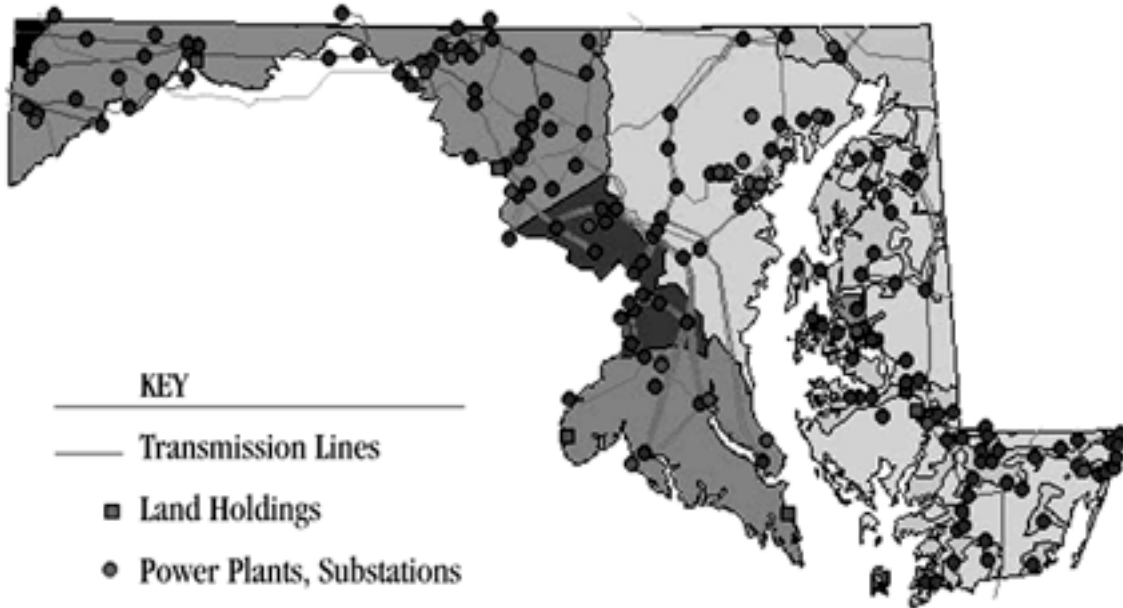 KEY
Transmission Lines
Land Holdings
Power Plants, Substations